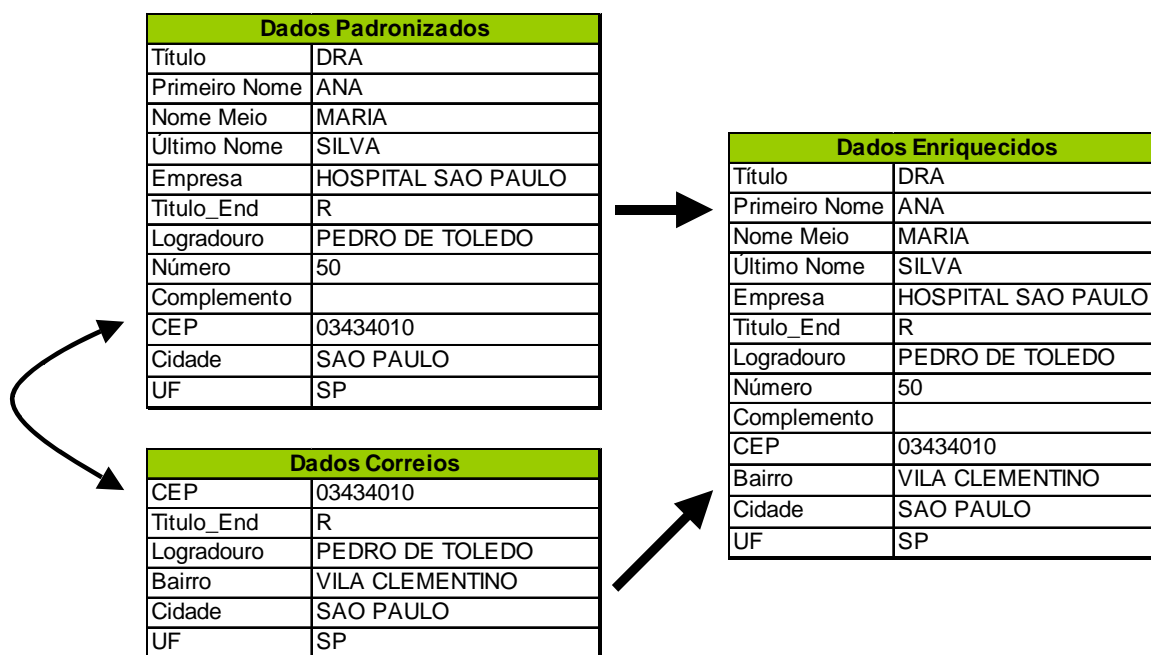 Dados Padronizados
Título DRA
Primeiro Nome ANA
Nome Meio MARIA
Último Nome SILVA
Empresa HOSPITAL SAO PAULO
Titulo_End R
Logradouro PEDRO DE TOLEDO
Número 50
Complemento
CEP 03434010
Cidade SAO PAULO
UF SP
Dados Correios
CEP 03434010
Titulo_End R
Logradouro PEDRO DE TOLEDO
Bairro VILA CLEMENTINO
Cidade SAO PAULO
UF SP
Dados Enriquecidos
Título DRA
Primeiro Nome ANA
Nome Meio MARIA
Último Nome SILVA
Empresa HOSPITAL SAO PAULO
Titulo_End R
Logradouro PEDRO DE TOLEDO
Número 50
Complemento
CEP 03434010
Bairro VILA CLEMENTINO
Cidade SAO PAULO
UF SP